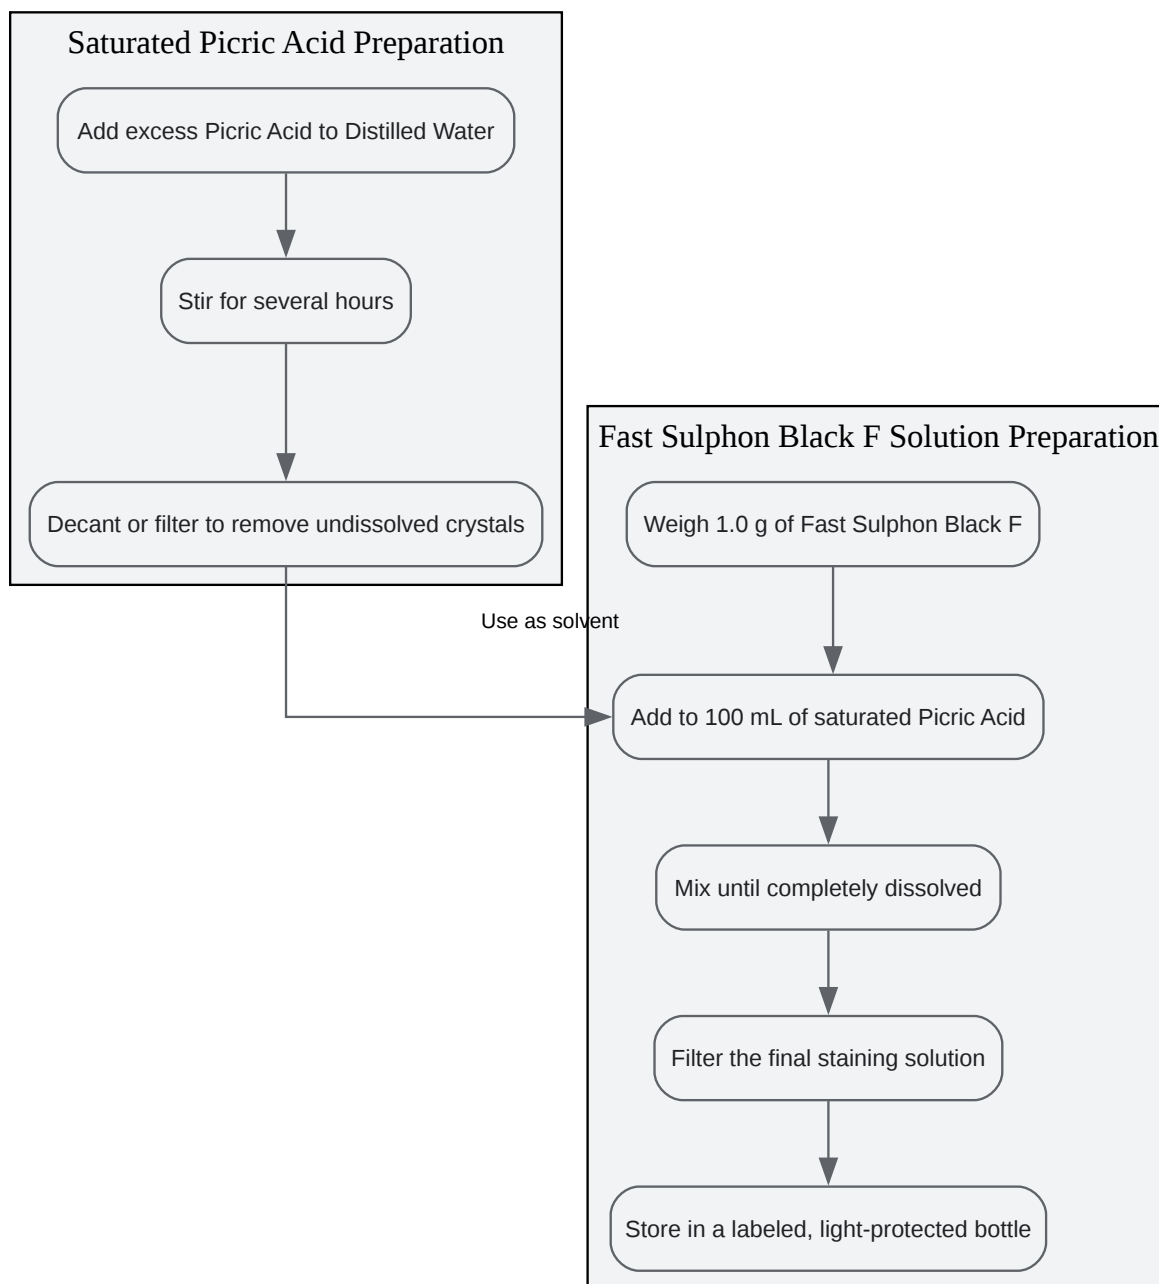 Saturated Picric Acid Preparation
Add excess Picric Acid to Distilled Water
Stir for several hours
Decant or filter to remove undissolved crystals
Use as solvent
Fast Sulphon Black F Solution Preparation
Weigh 1.0 g of Fast Sulphon Black F
Add to 100 mL of saturated Picric Acid
Mix until completely dissolved
Filter the final staining solution
Store in a labeled, light-protected bottle